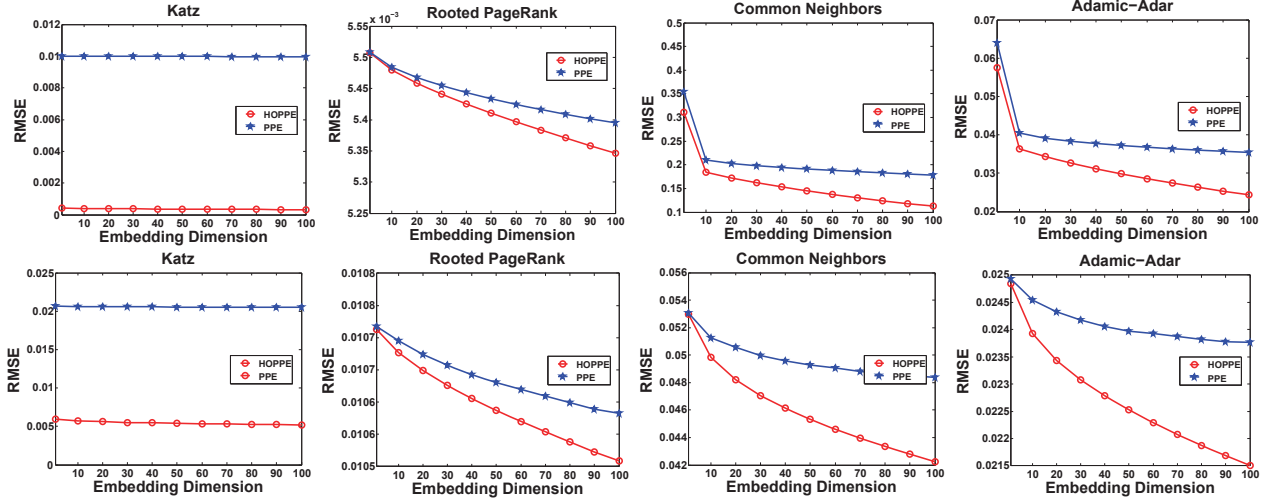 Katz
RMSE
0.012
0.01
0.008
0.006
0.004
0.002
0
HOPPE
PPE
10 20 30 40 50 60 70 80 90 100
Embedding Dimension
Rooted PageRank
x 10⁻³
RMSE
5.55
5.5
5.45
5.4
5.35
5.3
5.25
HOPPE
PPE
10 20 30 40 50 60 70 80 90 100
Embedding Dimension
Common Neighbors
RMSE
0.5
0.45
0.4
0.35
0.3
0.25
0.2
0.15
0.1
HOPPE
PPE
10 20 30 40 50 60 70 80 90 100
Embedding Dimension
Adamic-Adar
RMSE
0.07
0.06
0.05
0.04
0.03
0.02
HOPPE
PPE
10 20 30 40 50 60 70 80 90 100
Embedding Dimension
Katz
RMSE
0.025
0.02
0.015
0.01
0.005
0
HOPPE
PPE
10 20 30 40 50 60 70 80 90 100
Embedding Dimension
Rooted PageRank
RMSE
0.0108
0.0108
0.0107
0.0107
0.0106
0.0106
0.0105
HOPPE
PPE
10 20 30 40 50 60 70 80 90 100
Embedding Dimension
Common Neighbors
RMSE
0.056
0.054
0.052
0.05
0.048
0.046
0.044
0.042
HOPPE
PPE
10 20 30 40 50 60 70 80 90 100
Embedding Dimension
Adamic-Adar
RMSE
0.025
0.0245
0.024
0.0235
0.023
0.0225
0.022
0.0215
HOPPE
PPE
10 20 30 40 50 60 70 80 90 100
Embedding Dimension